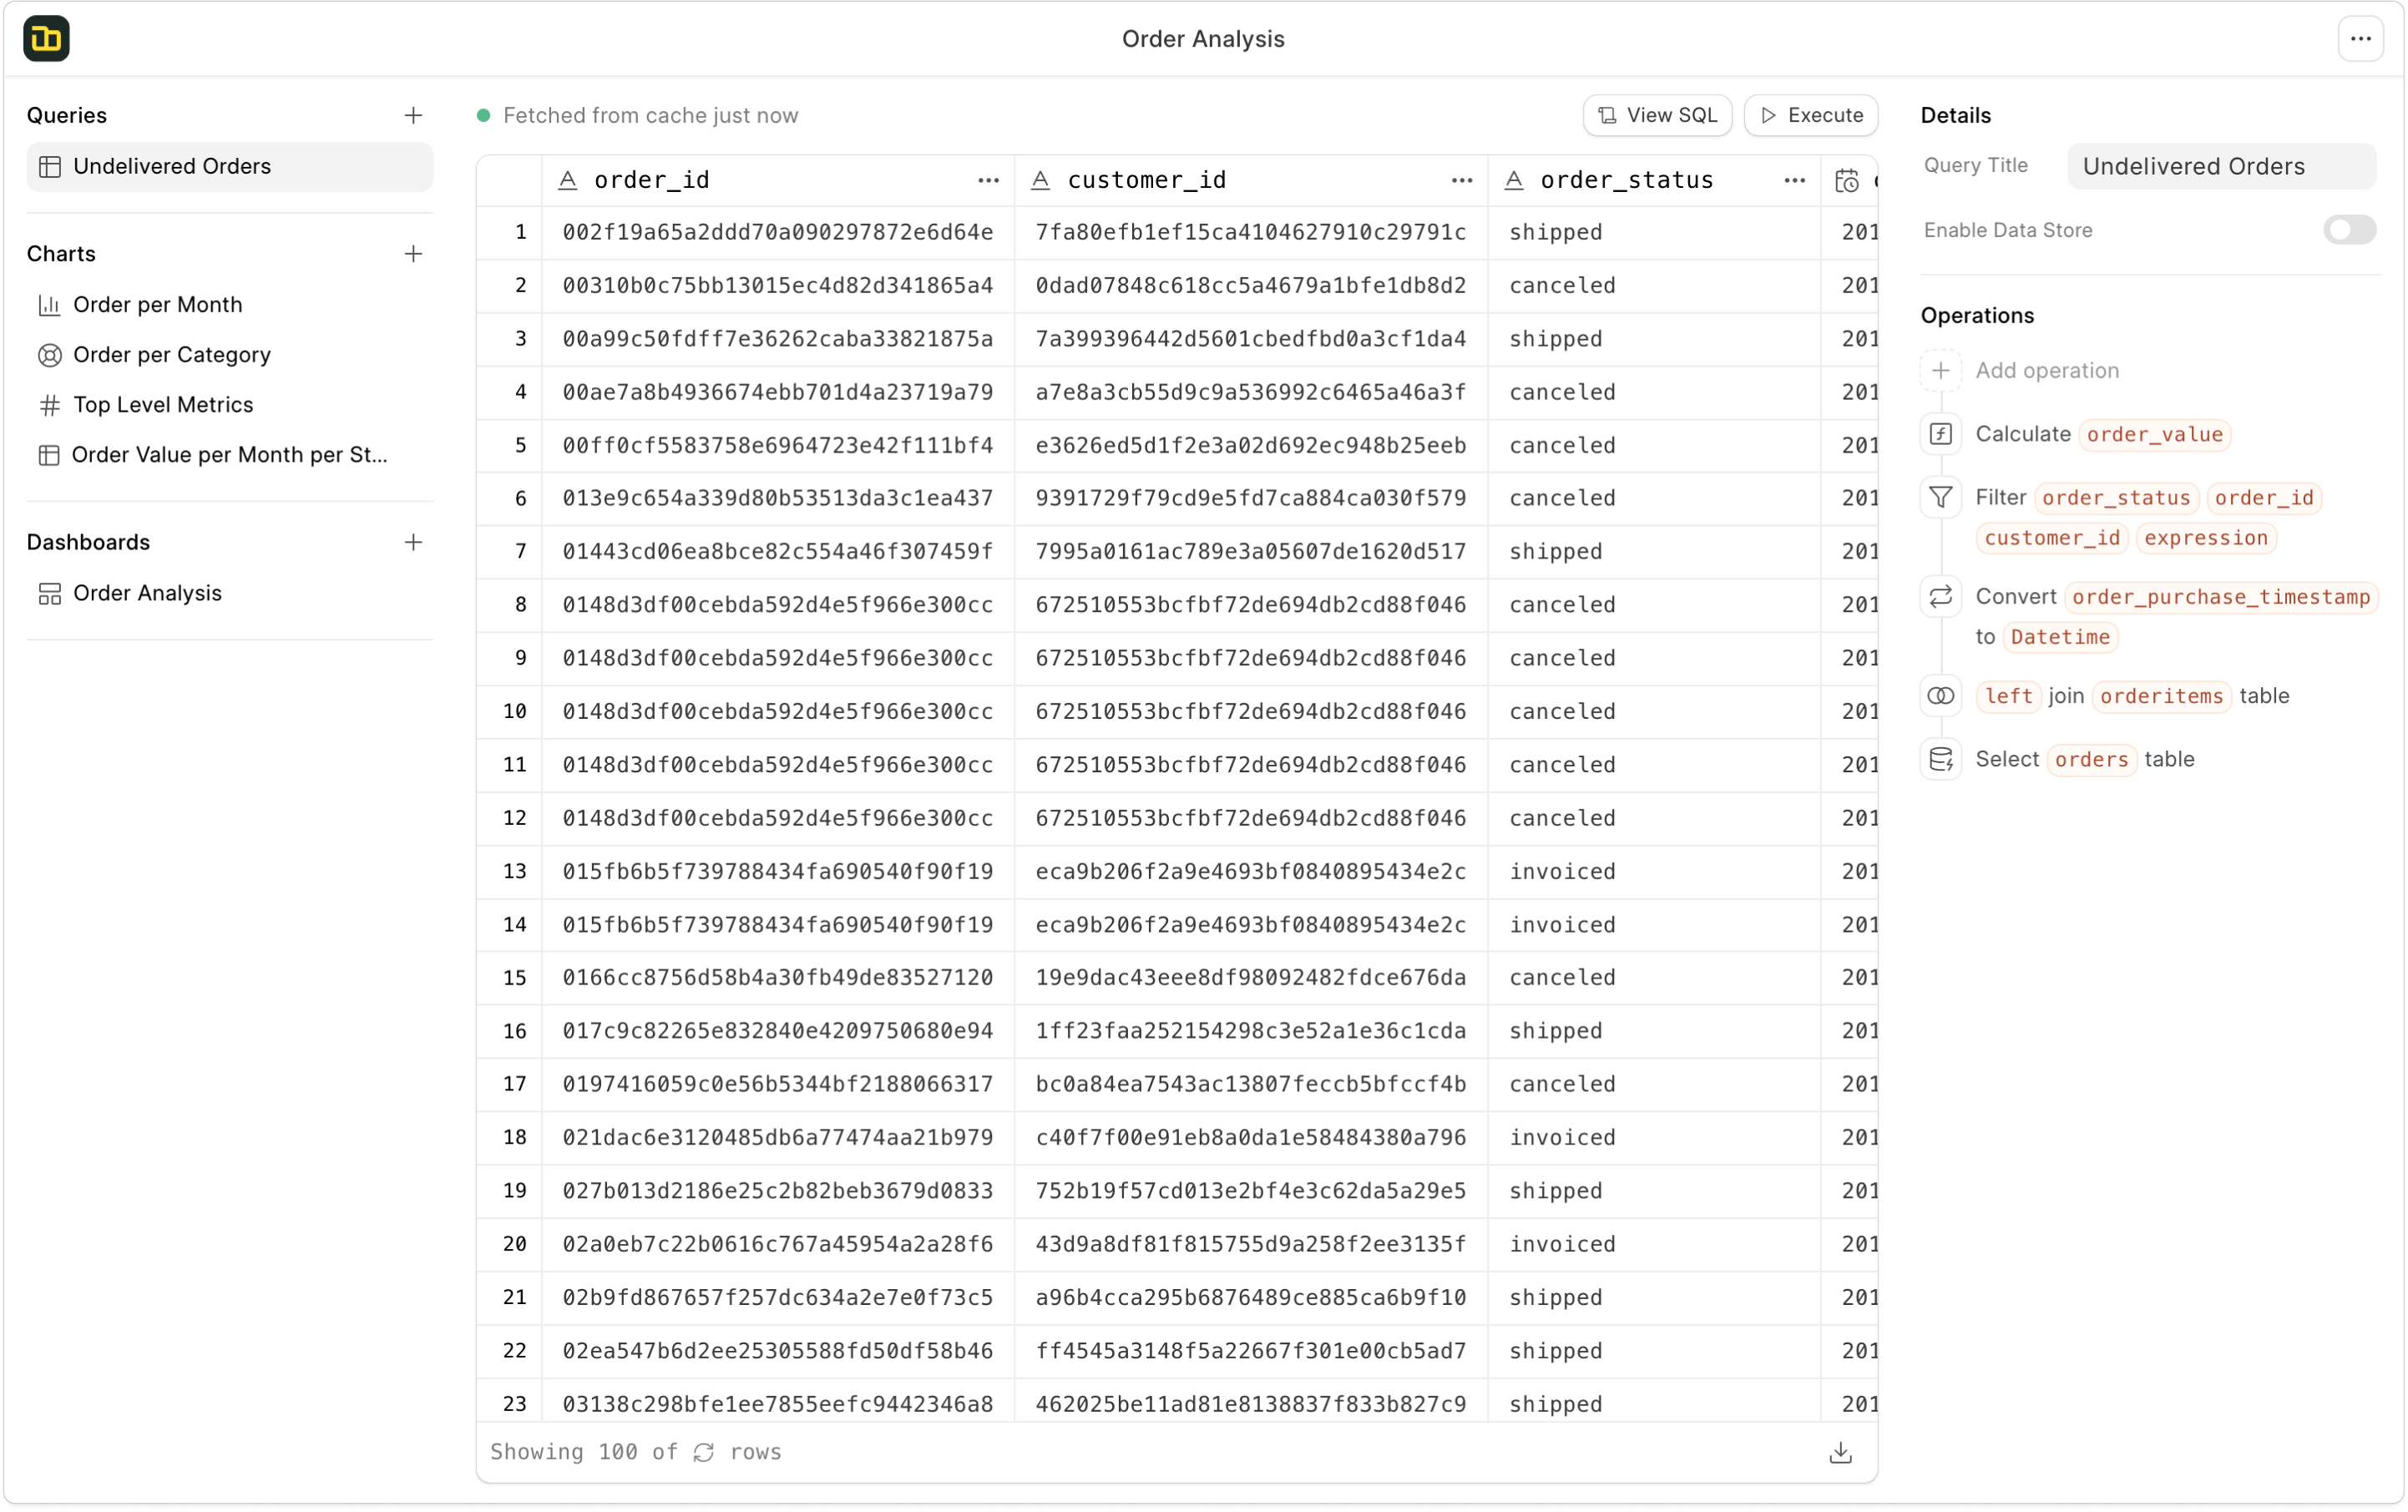 Order Analysis
Queries
Undelivered Orders
Charts
Order per Month
Order per Category
Top Level Metrics
Order Value per Month per St...
Dashboards
Order Analysis
Fetched from cache just now
View SQL
Execute
order_id customer_id order_status
1 002f19a65a2ddd70a090297872e6d64e 7fa80efb1ef15ca4104627910c29791c shipped 201
2 00310b0c75bb13015ec4d82d341865a4 0dad07848c618cc5a4679a1bfe1db8d2 canceled 201
3 00a99c50fdff7e36262caba33821875a 7a399396442d5601cbedfbd0a3cf1da4 shipped 201
4 00ae7a8b4936674ebb701d4a23719a79 a7e8a3cb55d9c9a536992c6465a46a3f canceled 201
5 00ff0cf5583758e6964723e42f111bf4 e3626ed5d1f2e3a02d692ec948b25eeb canceled 201
6 013e9c654a339d80b53513da3c1ea437 9391729f79cd9e5fd7ca884ca030f579 canceled 201
7 01443cd06ea8bce82c554a46f307459f 7995a0161ac789e3a05607de1620d517 shipped 201
8 0148d3df00cebda592d4e5f966e300cc 672510553bcfbf72de694db2cd88f046 canceled 201
9 0148d3df00cebda592d4e5f966e300cc 672510553bcfbf72de694db2cd88f046 canceled 201
10 0148d3df00cebda592d4e5f966e300cc 672510553bcfbf72de694db2cd88f046 canceled 201
11 0148d3df00cebda592d4e5f966e300cc 672510553bcfbf72de694db2cd88f046 canceled 201
12 0148d3df00cebda592d4e5f966e300cc 672510553bcfbf72de694db2cd88f046 canceled 201
13 015fb6b5f739788434fa690540f90f19 eca9b206f2a9e4693bf0840895434e2c invoiced 201
14 015fb6b5f739788434fa690540f90f19 eca9b206f2a9e4693bf0840895434e2c invoiced 201
15 0166cc8756d58b4a30fb49de83527120 19e9dac43eee8df98092482fdce676da canceled 201
16 017c9c82265e832840e4209750680e94 1ff23faa252154298c3e52a1e36c1cda shipped 201
17 0197416059c0e56b5344bf2188066317 bc0a84ea7543ac13807feccb5bfccf4b canceled 201
18 021dac6e3120485db6a77474aa21b979 c40f7f00e91eb8a0da1e58484380a796 invoiced 201
19 027b013d2186e25c2b82beb3679d0833 752b19f57cd013e2bf4e3c62da5a29e5 shipped 201
20 02a0eb7c22b0616c767a45954a2a28f6 43d9a8df81f815755d9a258f2ee3135f invoiced 201
21 02b9fd867657f257dc634a2e7e0f73c5 a96b4cca295b6876489ce885ca6b9f10 shipped 201
22 02ea547b6d2ee25305588fd50df58b46 ff4545a3148f5a22667f301e00cb5ad7 shipped 201
23 03138c298bfe1ee7855eefc9442346a8 462025be11ad81e8138837f833b827c9 shipped 201
Showing 100 of rows
Details
Query Title Undelivered Orders
Enable Data Store
Operations
Add operation
Calculate order_value
Filter order_status order_id
customer_id expression
Convert order_purchase_timestamp
to Datetime
left join orderitems table
Select orders table